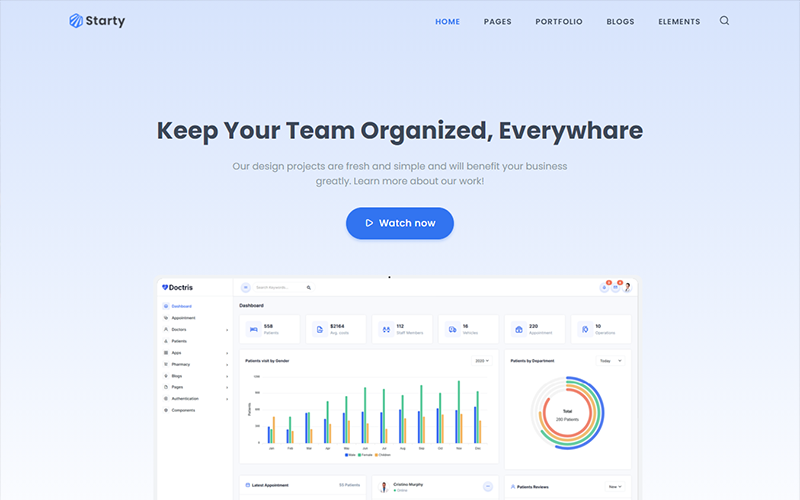 Starty
HOME PAGES PORTFOLIO BLOGS ELEMENTS
Keep Your Team Organized, Everywhare
Our design projects are fresh and simple and will benefit your business
greatly. Learn more about our work!
Watch now
Doctris
Search Keywords...
Dashboard
Appointment
Doctors
Patients
Apps
Pharmacy
Blogs
Pages
Authentication
Components
Dashboard
558
Patients
$2164
Avg. costs
112
Staff Members
16
Vehicles
220
Appointment
10
Operations
Patients visit by Gender
2020
Patients
Jan Feb Mar Apr May Jun Jul Aug Sep Oct Nov Dec
Male Female Children
Patients by Department
Today
Total
Patients
Latest Appointment
55 Patients
Cristino Murphy
Online
Patients Reviews
New